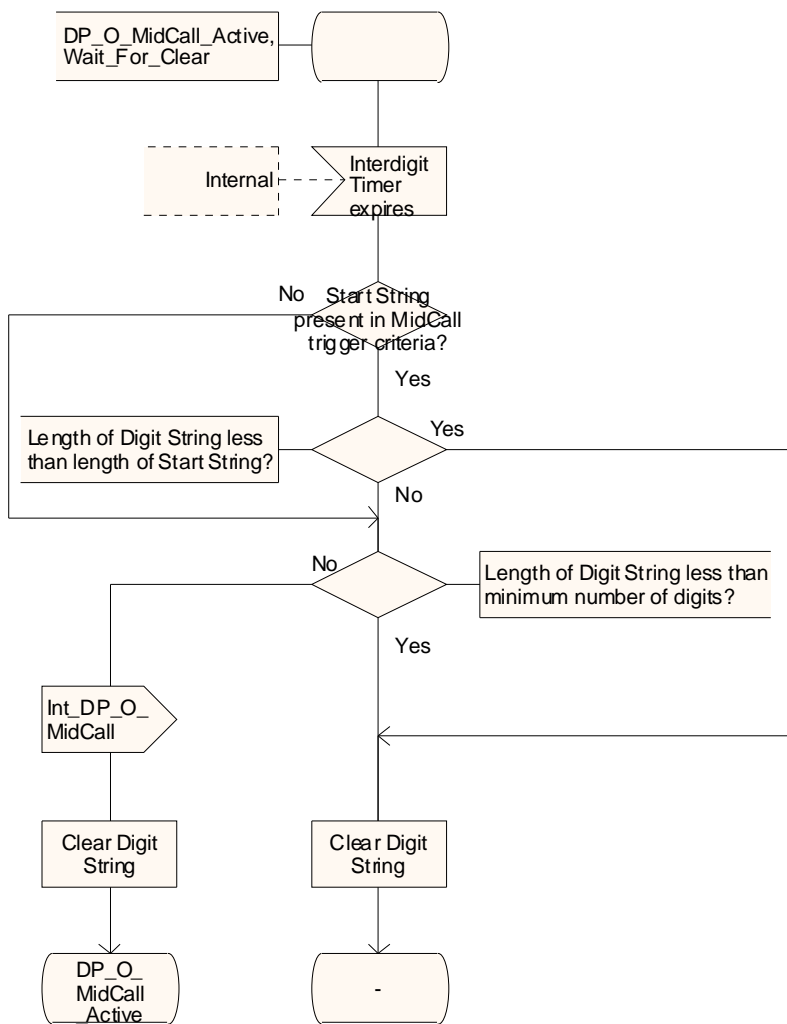 DP_O_MidCall_Active,
Wait_For_Clear
Internal
Interdigit
Timer
expires
No
Start String
present in MidCall
trigger criteria?
Yes
Length of Digit String less
than length of Start String?
Yes
No
No
Length of Digit String less than
minimum number of digits?
Yes
Int_DP_O_
MidCall
Clear Digit
String
Clear Digit
String
DP_O_
MidCall
_Active
-